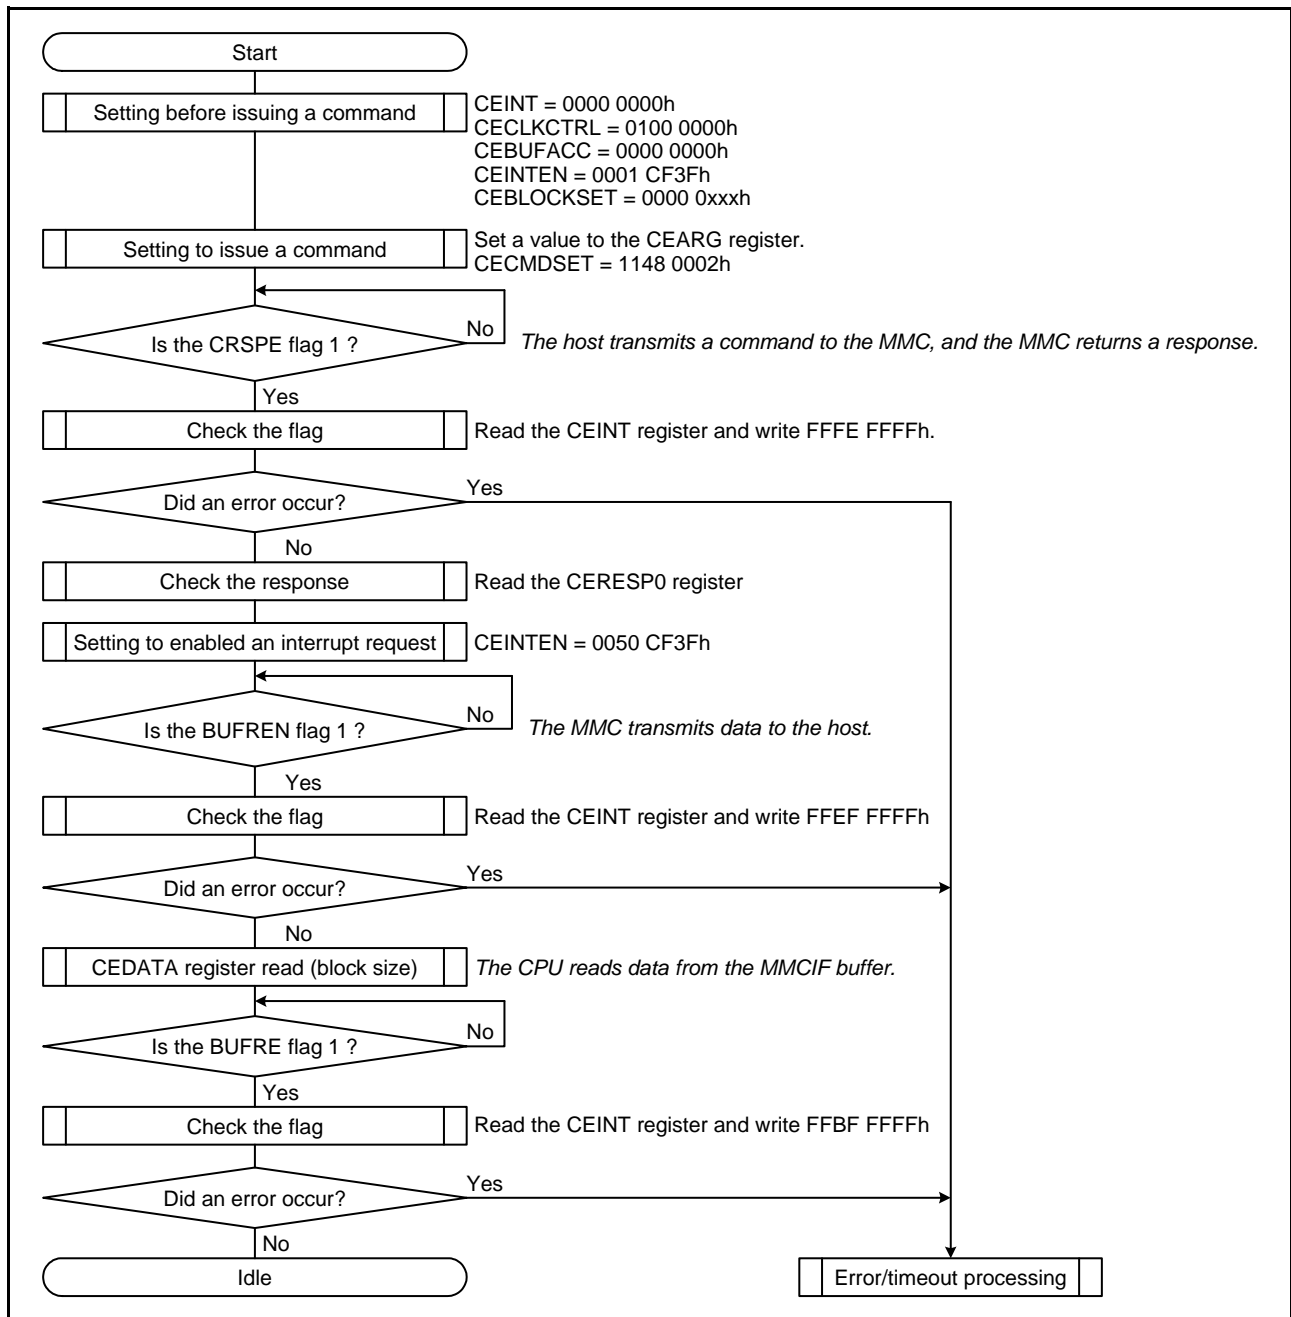 Start
Setting before issuing a command
CEINT = 0000 0000h
CECLKCTRL = 0100 0000h
CEBUFACC = 0000 0000h
CEINTEN = 0001 CF3Fh
CEBLOCKSET = 0000 0xxxh
Setting to issue a command
Set a value to the CEARG register.
CECMDSET = 1148 0002h
Is the CRSPE flag 1 ?
No
The host transmits a command to the MMC, and the MMC returns a response.
Yes
Check the flag
Read the CEINT register and write FFFE FFFFh.
Did an error occur?
Yes
No
Check the response
Read the CERESP0 register
Setting to enabled an interrupt request
CEINTEN = 0050 CF3Fh
Is the BUFREN flag 1 ?
No
The MMC transmits data to the host.
Yes
Check the flag
Read the CEINT register and write FFEF FFFFh
Did an error occur?
Yes
No
CEDATA register read (block size)
The CPU reads data from the MMCIF buffer.
Is the BUFRE flag 1 ?
No
Yes
Check the flag
Read the CEINT register and write FFBF FFFFh
Did an error occur?
Yes
No
Idle
Error/timeout processing